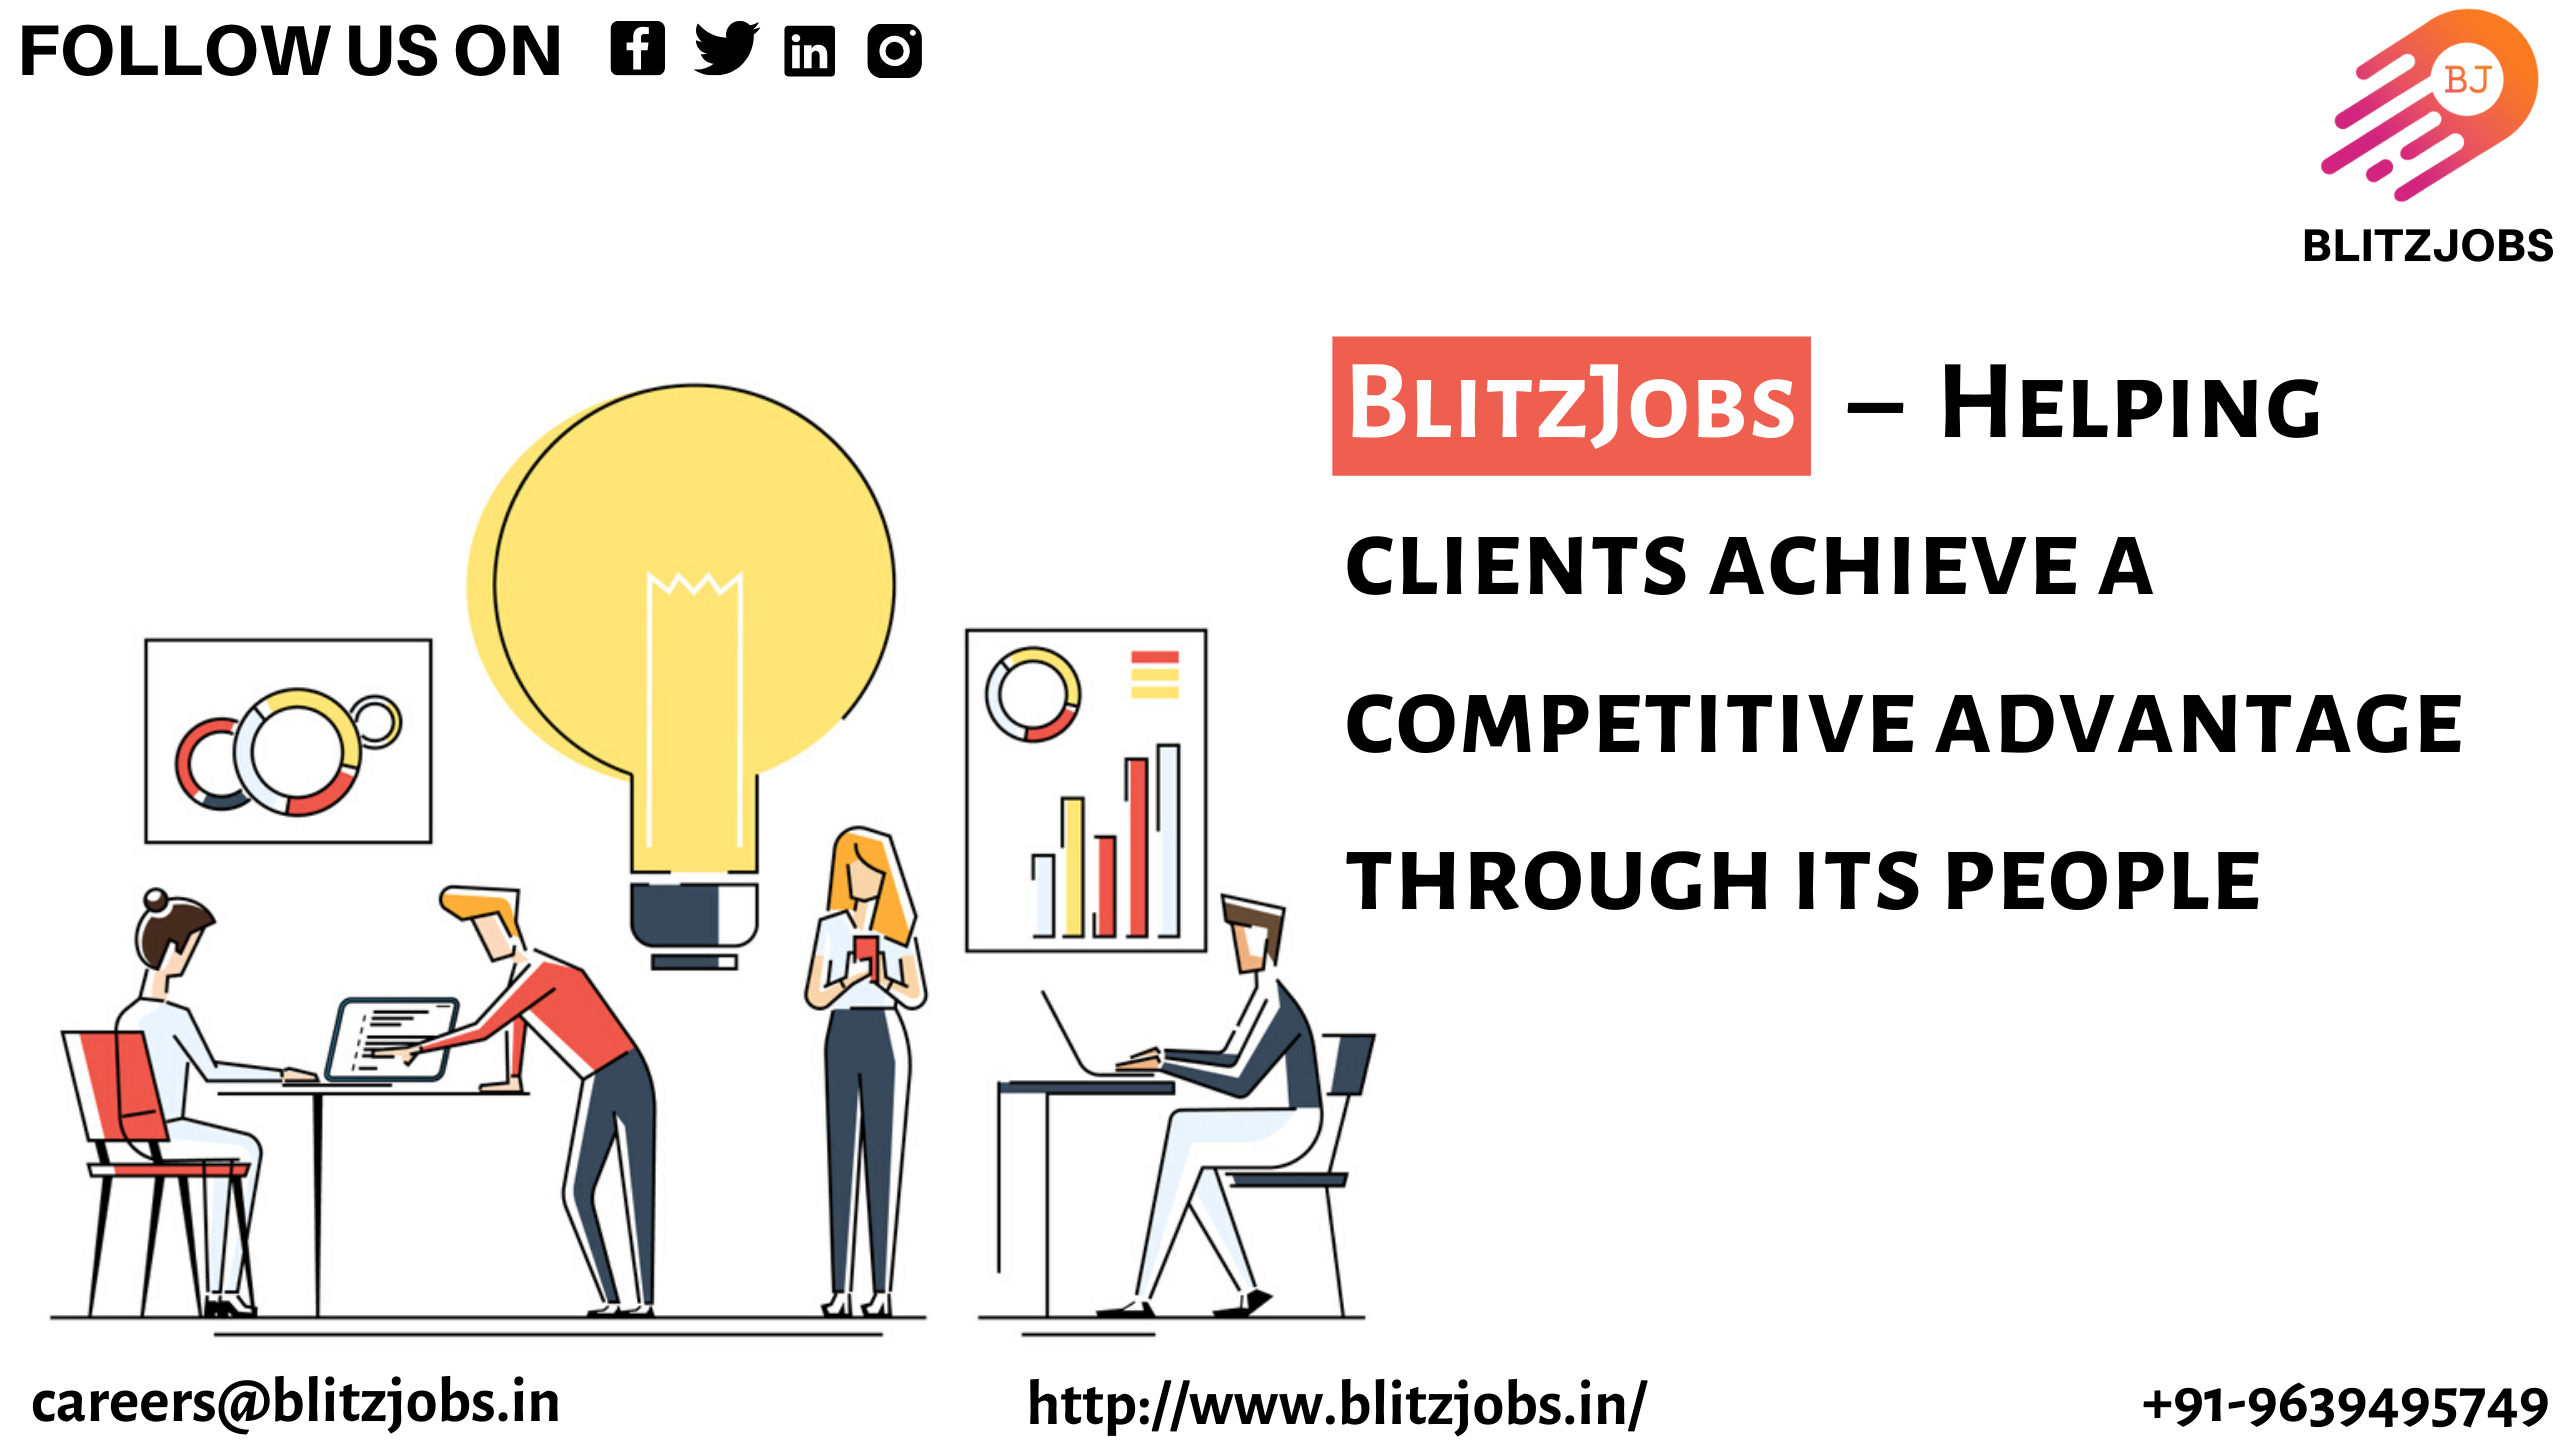 FOLLOW US ON
BJ
BLITZJOBS
BlitzJobs – Helping
clients achieve a
competitive advantage
through its people
careers@blitzjobs.in
http://www.blitzjobs.in/
+91-9639495749